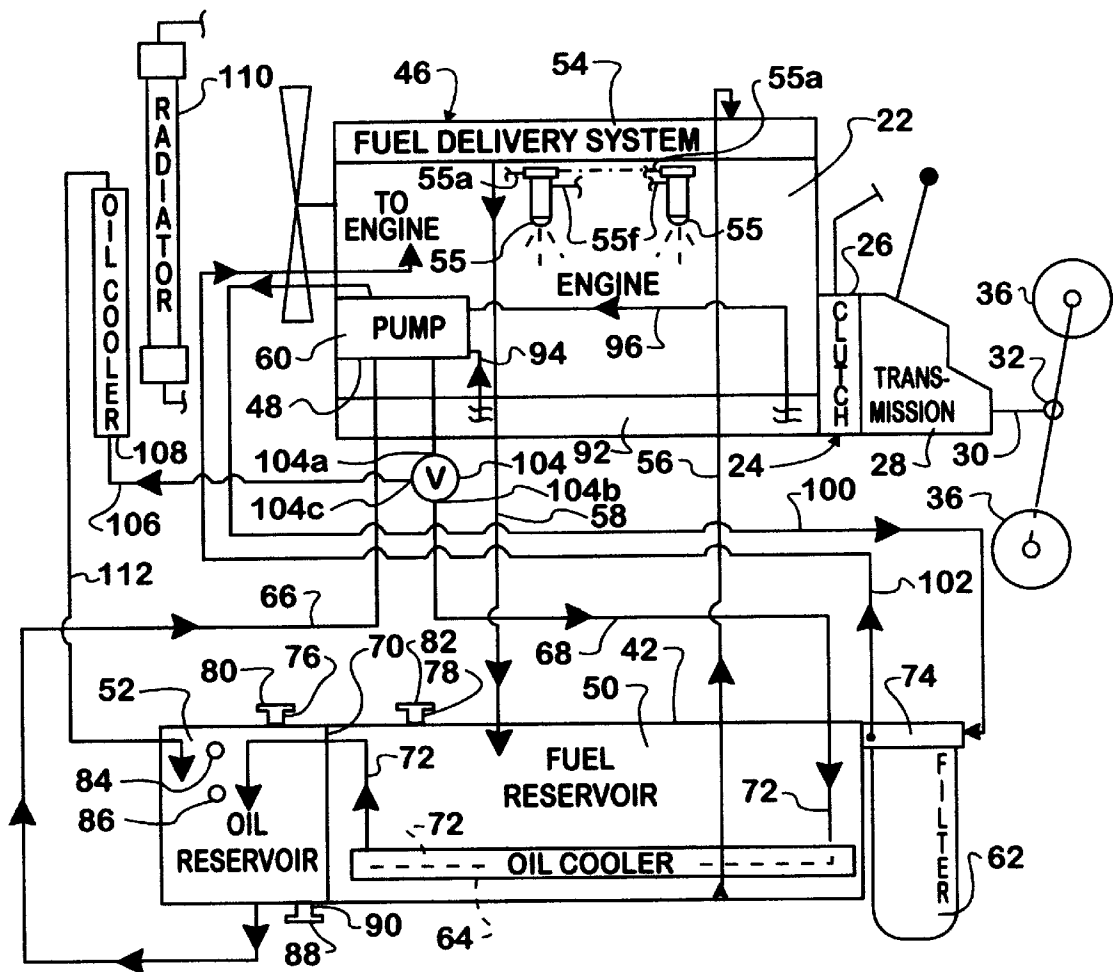 46
54
55a
110
RADIATOR
FUEL DELIVERY SYSTEM
22
55a
TO
ENGINE
55
55f
55
OIL COOLER
ENGINE
26
36
PUMP
60
96
CLUTCH
32
94
TRANS-
MISSION
48
108
92
56
24
28
30
104a
V
104
104c
104b
106
100
58
36
112
102
66
68
42
80
76
70
82
78
74
52
50
84
72
FUEL
RESERVOIR
72
86
OIL
RESERVOIR
72
OIL COOLER
FILTER
62
90
88
64